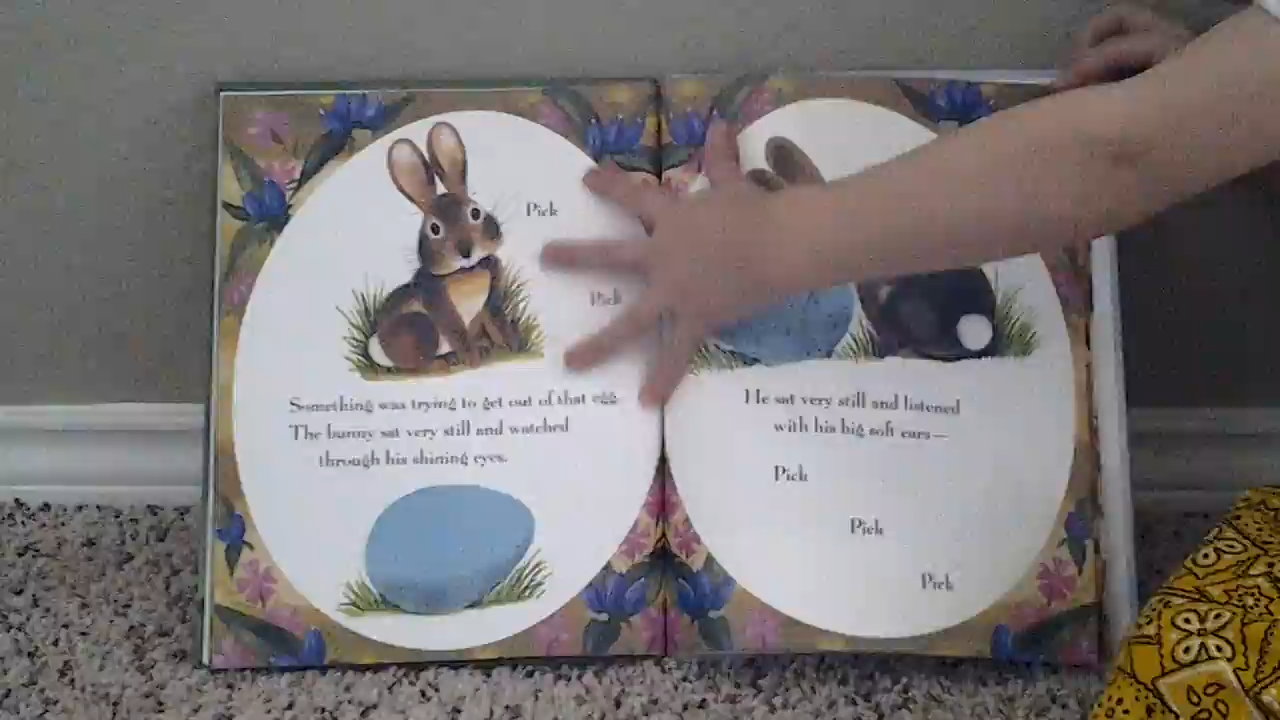 Pick
Pick
Something was trying to get out of that egg.
The bunny sat very still and watched
through his shining eyes.
He sat very still and listened
with his big soft ears—
Pick
Pick
Pick